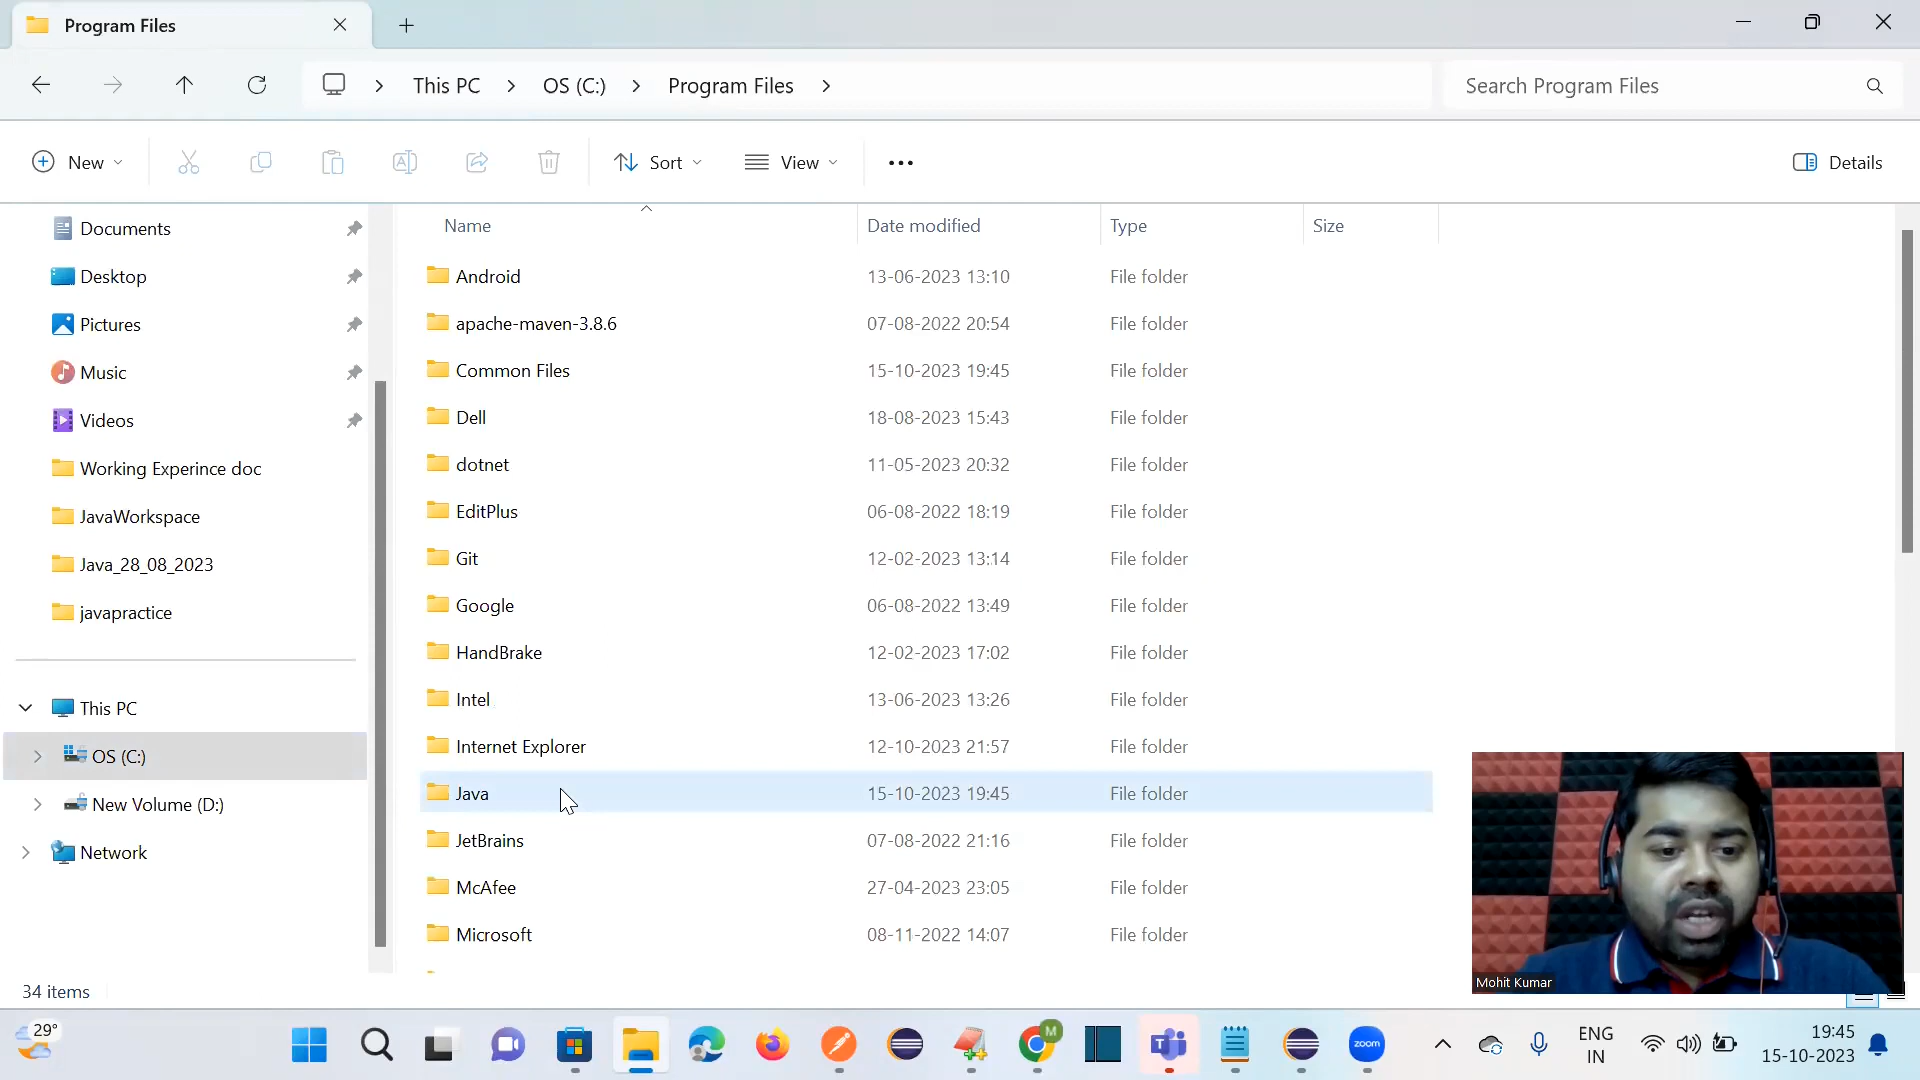 Program Files
This PC
OS (C:)
Program Files
Search Program Files
New
Sort
View
Details
Name
Date modified
Type
Size
Documents
Desktop
Pictures
Music
Videos
Working Experince doc
JavaWorkspace
Java_28_08_2023
javapractice
This PC
OS (C:)
New Volume (D:)
Network
Android 13-06-2023 13:10 File folder
apache-maven-3.8.6 07-08-2022 20:54 File folder
Common Files 15-10-2023 19:45 File folder
Dell 18-08-2023 15:43 File folder
dotnet 11-05-2023 20:32 File folder
EditPlus 06-08-2022 18:19 File folder
Git 12-02-2023 13:14 File folder
Google 06-08-2022 13:49 File folder
HandBrake 12-02-2023 17:02 File folder
Intel 13-06-2023 13:26 File folder
Internet Explorer 12-10-2023 21:57 File folder
Java 15-10-2023 19:45 File folder
JetBrains 07-08-2022 21:16 File folder
McAfee 27-04-2023 23:05 File folder
Microsoft 08-11-2022 14:07 File folder
34 items
Mohit Kumar
29°
M
zoom
ENG
IN
19:45
15-10-2023